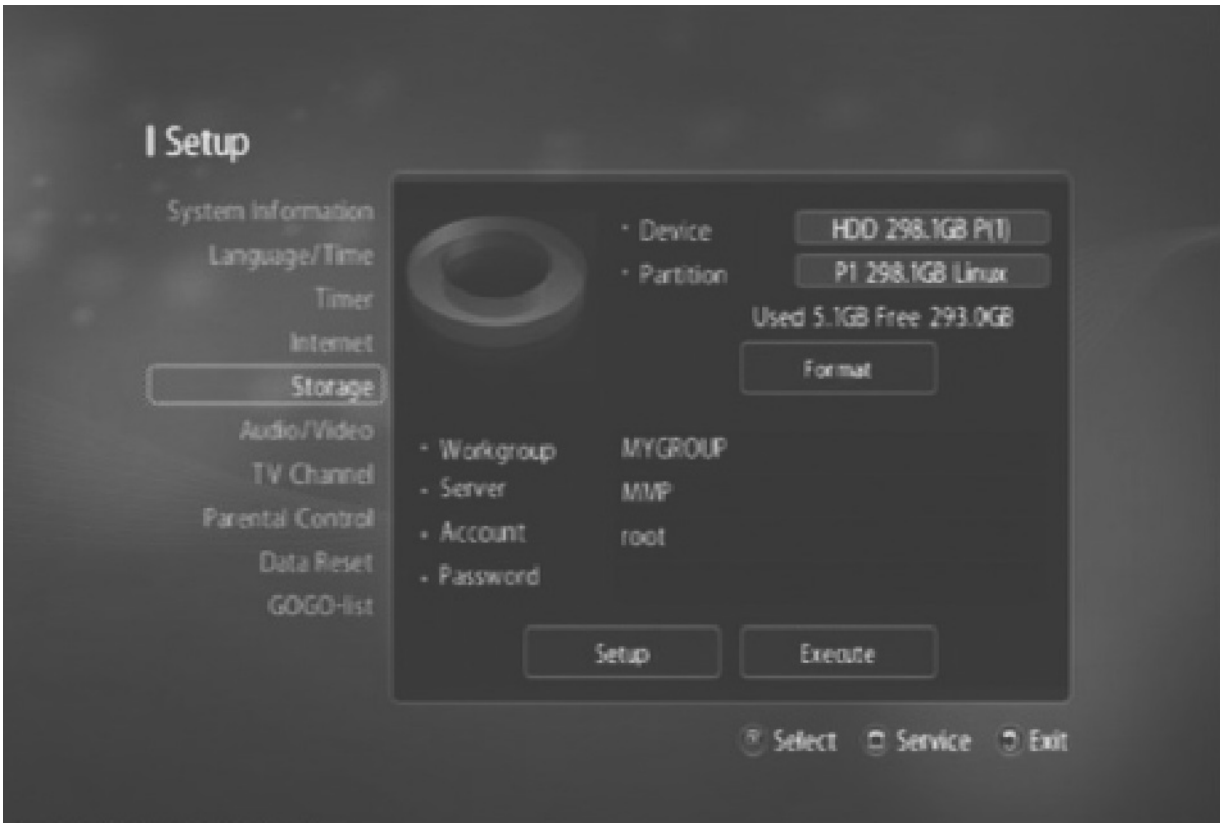 Setup
System Information
Language/Time
Timer
Internet
Storage
Audio/Video
TV Channel
Parental Control
Data Reset
GOGO-list
Device HDD 298.1GB P(1)
Partition P1 298.1GB Linux
Used 5.1GB Free 293.0GB
Format
Workgroup MYGROUP
Server MMP
Account root
Password
Setup Execute
Select Service Exit